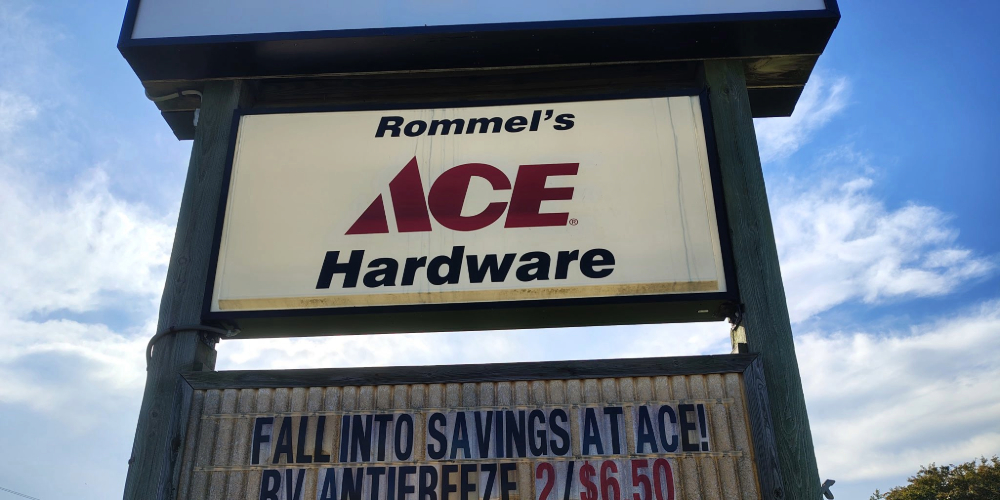 Rommel's
ACE®
Hardware
FALL INTO SAVINGS AT ACE!
RV ANTIFREEZE 2/$6.50